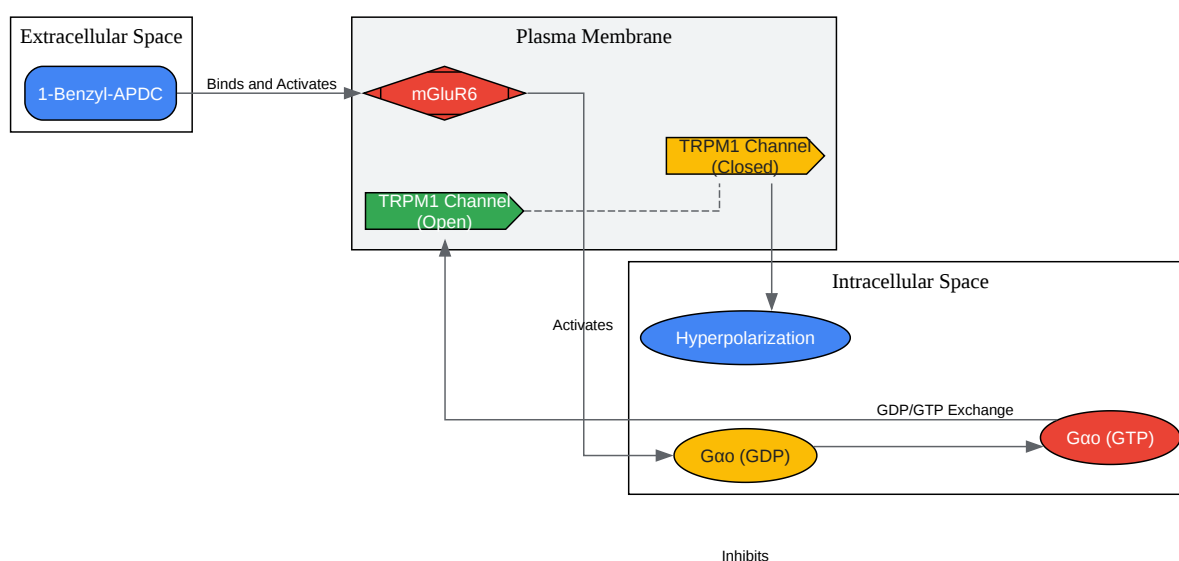 Extracellular Space
Plasma Membrane
1-Benzyl-APDC
Binds and Activates
mGluR6
TRPM1 Channel
(Closed)
TRPM1 Channel
(Open)
Intracellular Space
Activates
Hyperpolarization
GDP/GTP Exchange
Gαo (GDP)
Gαo (GTP)
Inhibits